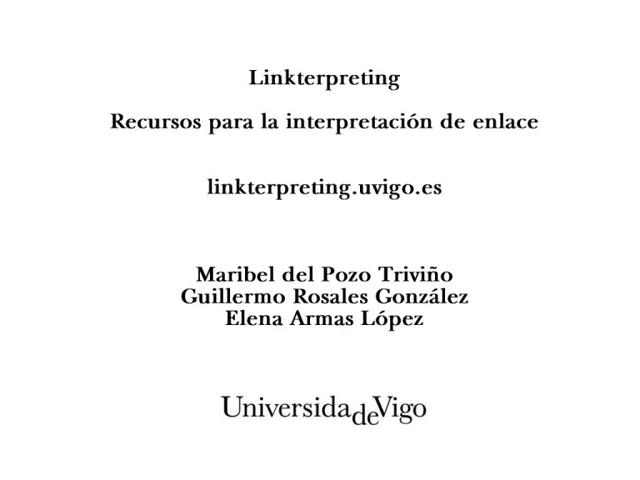 Linkterpreting
Recursos para la interpretación de enlace
linkterpreting.uvigo.es
Maribel del Pozo Triviño
Guillermo Rosales González
Elena Armas López
UniversidadeVigo